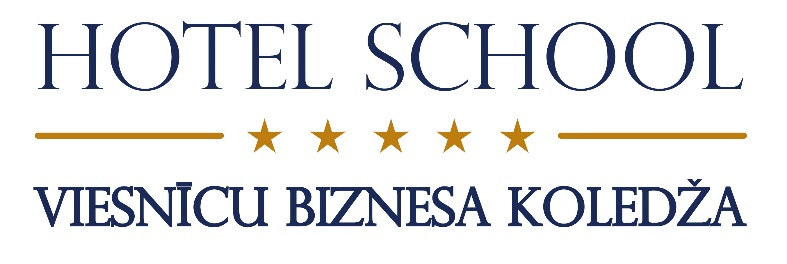 HOTEL SCHOOL
VIESNĪCU BIZNESA KOLEDŽA